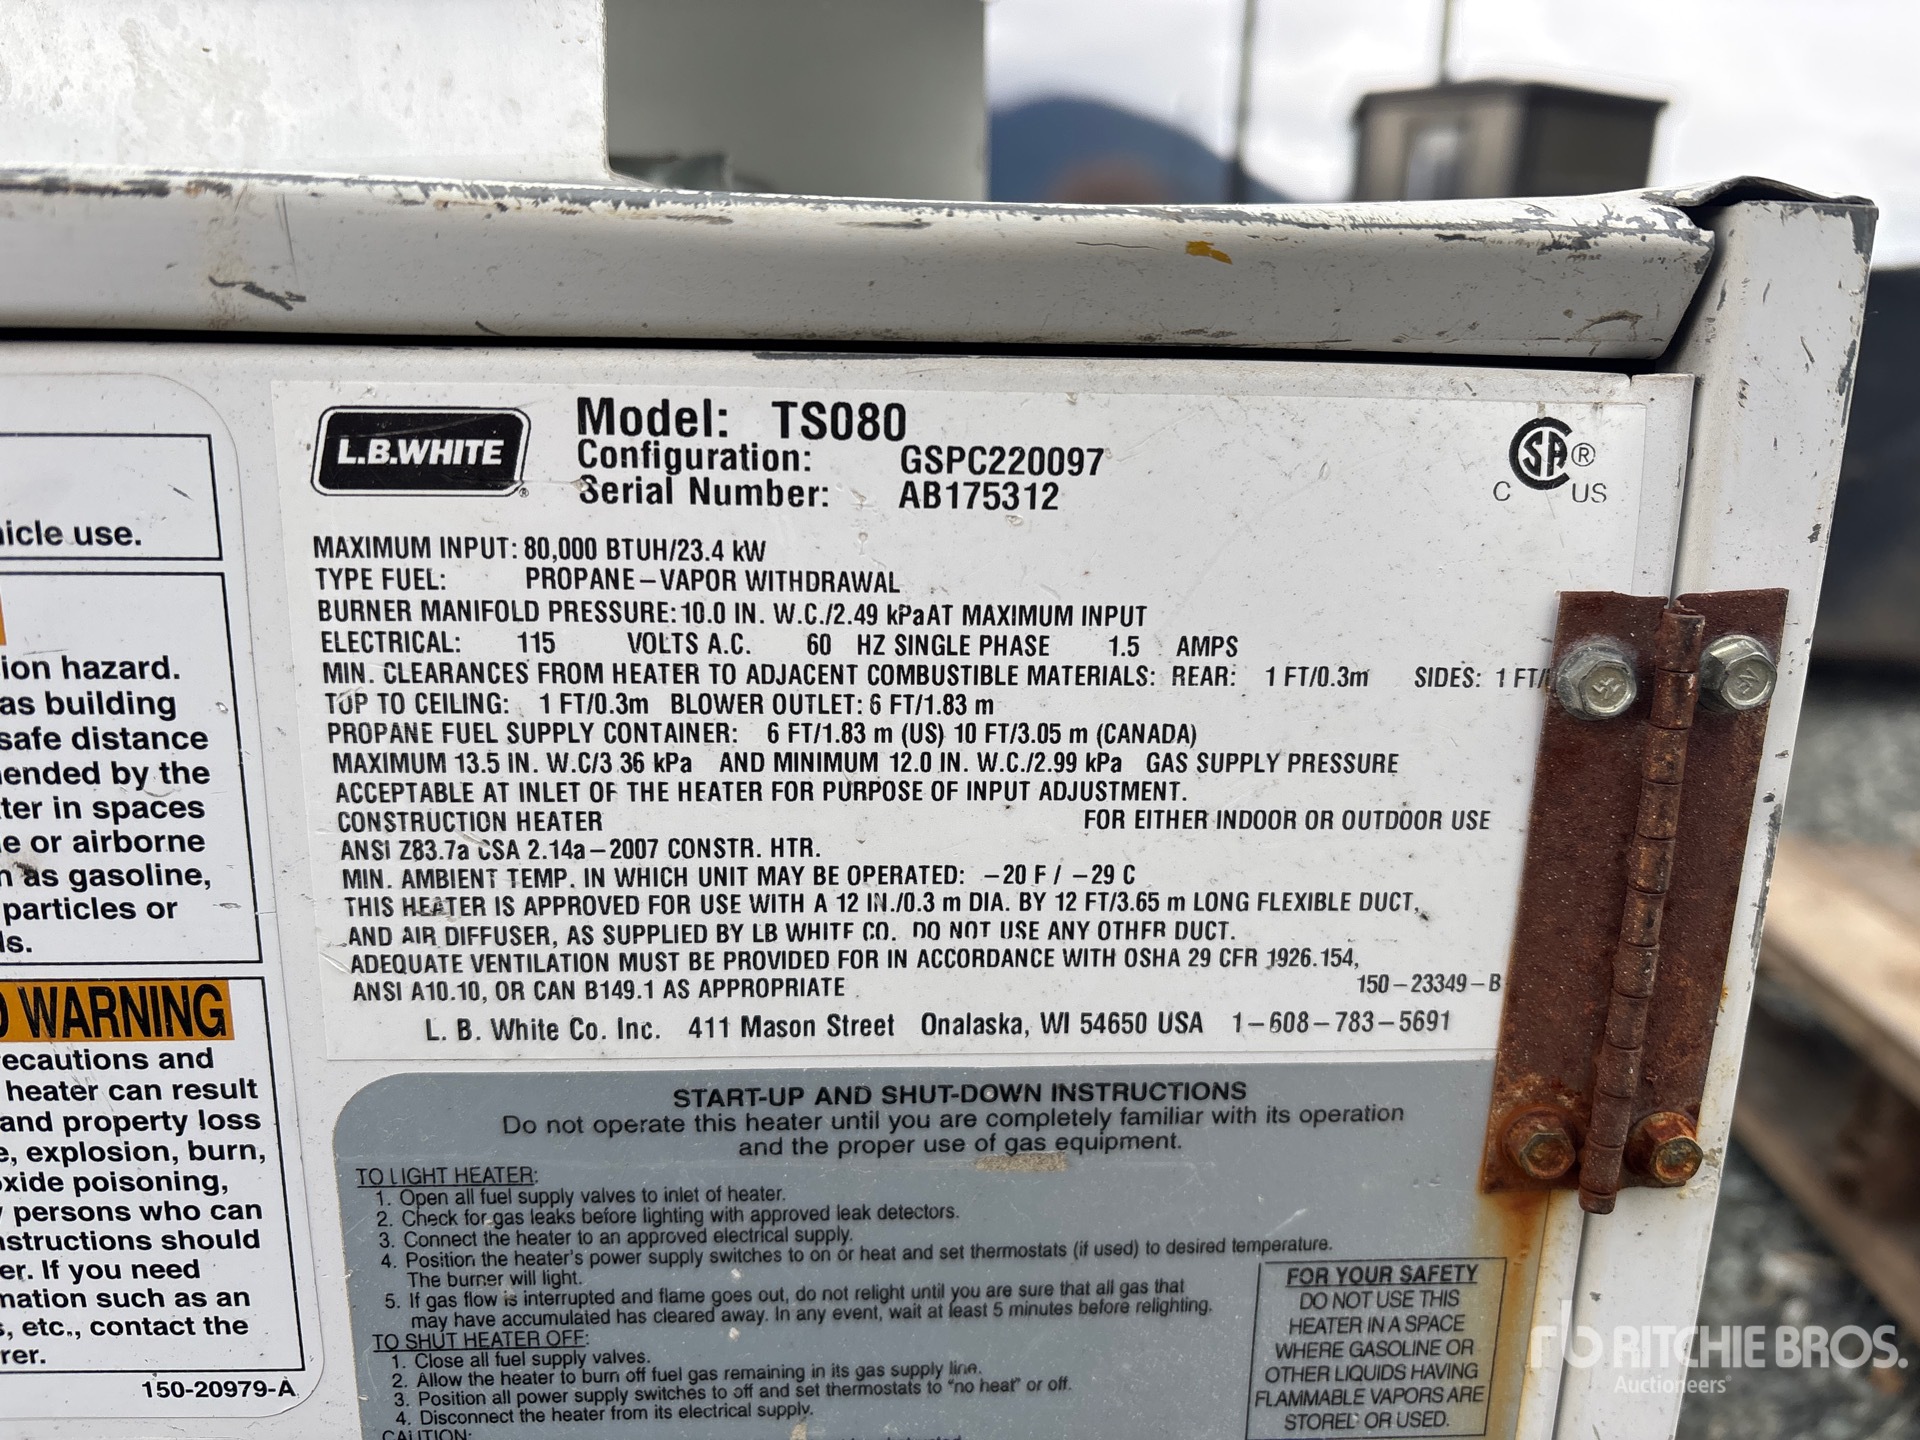 L.B.WHITE ®
Model: TS080
Configuration: GSPC220097
Serial Number: AB175312
SA ®
C US
MAXIMUM INPUT: 80,000 BTUH/23.4 kW
TYPE FUEL: PROPANE–VAPOR WITHDRAWAL
BURNER MANIFOLD PRESSURE: 10.0 IN. W.C./2.49 kPaAT MAXIMUM INPUT
ELECTRICAL: 115 VOLTS A.C. 60 HZ SINGLE PHASE 1.5 AMPS
MIN. CLEARANCES FROM HEATER TO ADJACENT COMBUSTIBLE MATERIALS: REAR: 1 FT/0.3m SIDES: 1 FT/
TOP TO CEILING: 1 FT/0.3m BLOWER OUTLET: 6 FT/1.83 m
PROPANE FUEL SUPPLY CONTAINER: 6 FT/1.83 m (US) 10 FT/3.05 m (CANADA)
MAXIMUM 13.5 IN. W.C/3 36 kPa AND MINIMUM 12.0 IN. W.C./2.99 kPa GAS SUPPLY PRESSURE
ACCEPTABLE AT INLET OF THE HEATER FOR PURPOSE OF INPUT ADJUSTMENT.
CONSTRUCTION HEATER FOR EITHER INDOOR OR OUTDOOR USE
ANSI Z83.7a CSA 2.14a–2007 CONSTR. HTR.
MIN. AMBIENT TEMP. IN WHICH UNIT MAY BE OPERATED: –20 F / –29 C
THIS HEATER IS APPROVED FOR USE WITH A 12 IN./0.3 m DIA. BY 12 FT/3.65 m LONG FLEXIBLE DUCT,
AND AIR DIFFUSER, AS SUPPLIED BY LB WHITE CO. DO NOT USE ANY OTHER DUCT.
ADEQUATE VENTILATION MUST BE PROVIDED FOR IN ACCORDANCE WITH OSHA 29 CFR 1926.154,
ANSI A10.10, OR CAN B149.1 AS APPROPRIATE 150–23349–B
L. B. White Co. Inc. 411 Mason Street Onalaska, WI 54650 USA 1–608–783–5691
icle use.
ion hazard.
as building
safe distance
ended by the
ter in spaces
e or airborne
n as gasoline,
particles or
ls.
WARNING
ecautions and
heater can result
and property loss
e, explosion, burn,
oxide poisoning,
y persons who can
nstructions should
er. If you need
mation such as an
s, etc., contact the
rer.
150-20979-A
START-UP AND SHUT-DOWN INSTRUCTIONS
Do not operate this heater until you are completely familiar with its operation
and the proper use of gas equipment.
TO LIGHT HEATER:
1. Open all fuel supply valves to inlet of heater.
2. Check for gas leaks before lighting with approved leak detectors.
3. Connect the heater to an approved electrical supply.
4. Position the heater's power supply switches to on or heat and set thermostats (if used) to desired temperature.
The burner will light.
5. If gas flow is interrupted and flame goes out, do not relight until you are sure that all gas that
may have accumulated has cleared away. In any event, wait at least 5 minutes before relighting.
TO SHUT HEATER OFF:
1. Close all fuel supply valves.
2. Allow the heater to burn off fuel gas remaining in its gas supply line.
3. Position all power supply switches to off and set thermostats to "no heat" or off.
4. Disconnect the heater from its electrical supply.
CAUTION:
FOR YOUR SAFETY
DO NOT USE THIS
HEATER IN A SPACE
WHERE GASOLINE OR
OTHER LIQUIDS HAVING
FLAMMABLE VAPORS ARE
STORED OR USED.
rb RITCHIE BROS.
Auctioneers